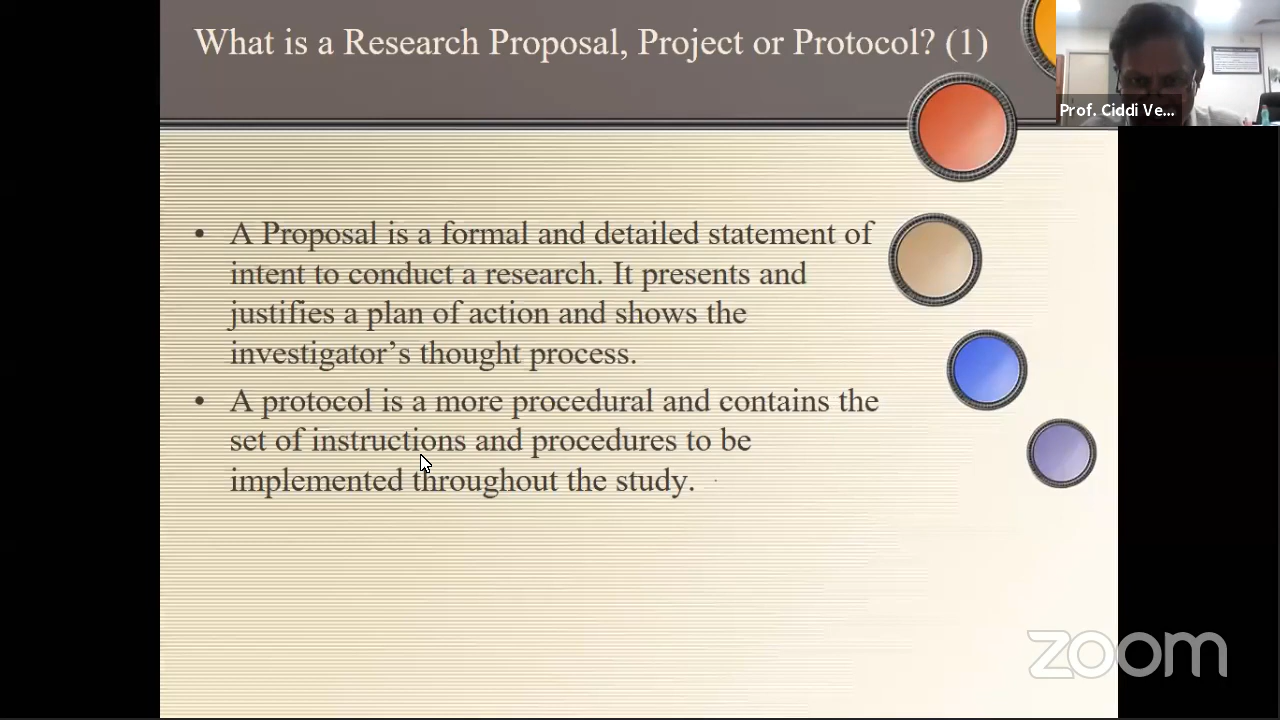 What is a Research Proposal, Project or Protocol? (1)
Prof. Ciddi Ve...
• A Proposal is a formal and detailed statement of
intent to conduct a research. It presents and
justifies a plan of action and shows the
investigator’s thought process.
• A protocol is a more procedural and contains the
set of instructions and procedures to be
implemented throughout the study.
zoom